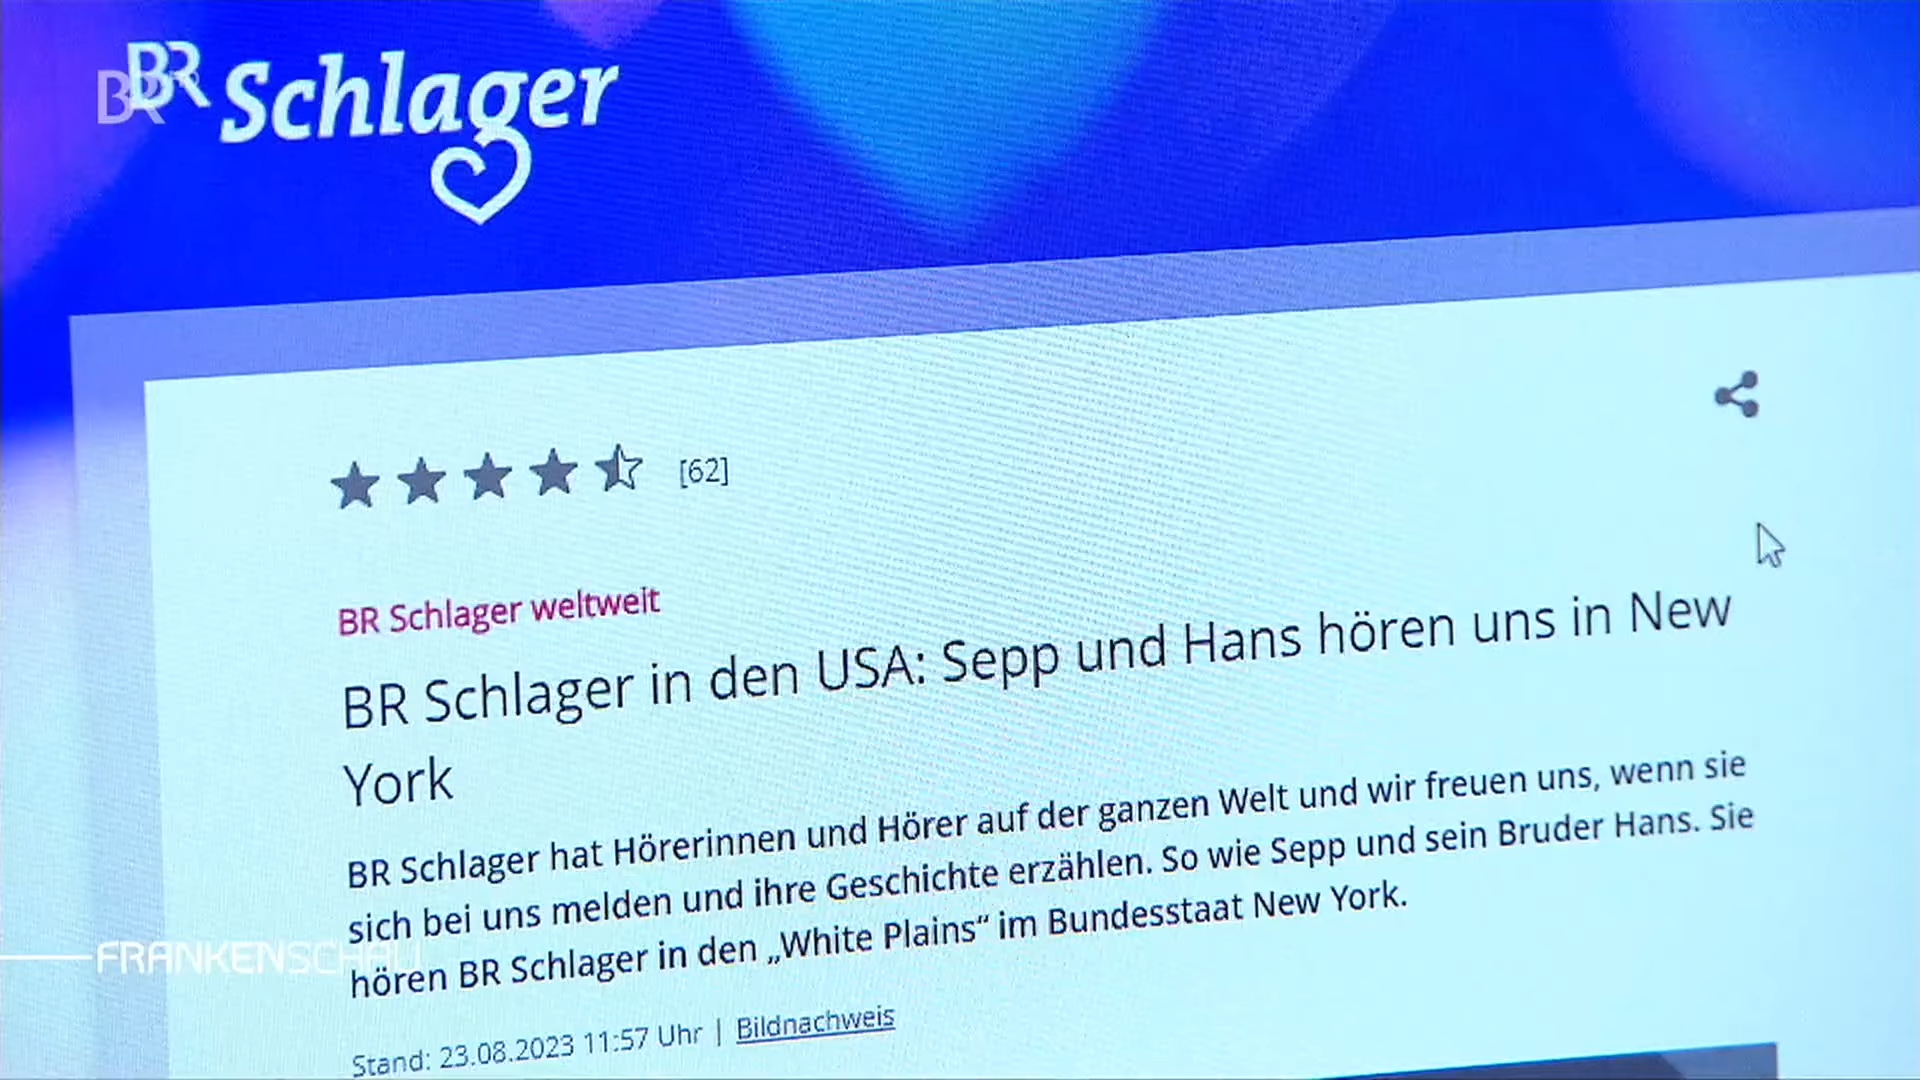 BR Schlager
BR
[62]
BR Schlager weltweit
BR Schlager in den USA: Sepp und Hans hören uns in New
York
BR Schlager hat Hörerinnen und Hörer auf der ganzen Welt und wir freuen uns, wenn sie
sich bei uns melden und ihre Geschichte erzählen. So wie Sepp und sein Bruder Hans. Sie
hören BR Schlager in den „White Plains“ im Bundesstaat New York.
FRANKENSCHAU
Stand: 23.08.2023 11:57 Uhr | Bildnachweis